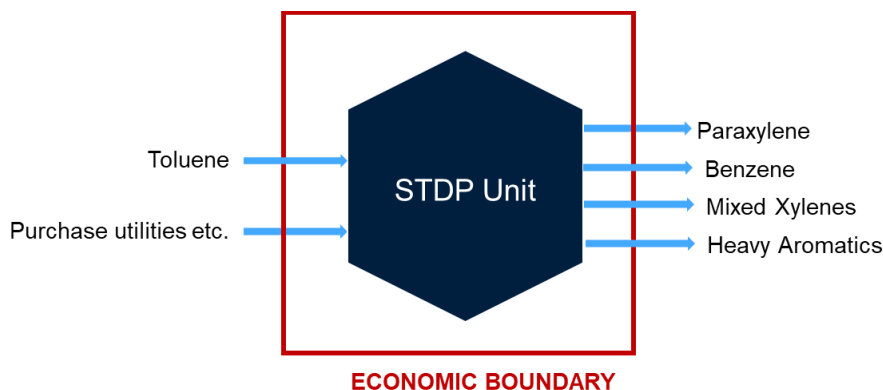 Toluene
Purchase utilities etc.
STDP Unit
Paraxylene
Benzene
Mixed Xylenes
Heavy Aromatics
ECONOMIC BOUNDARY